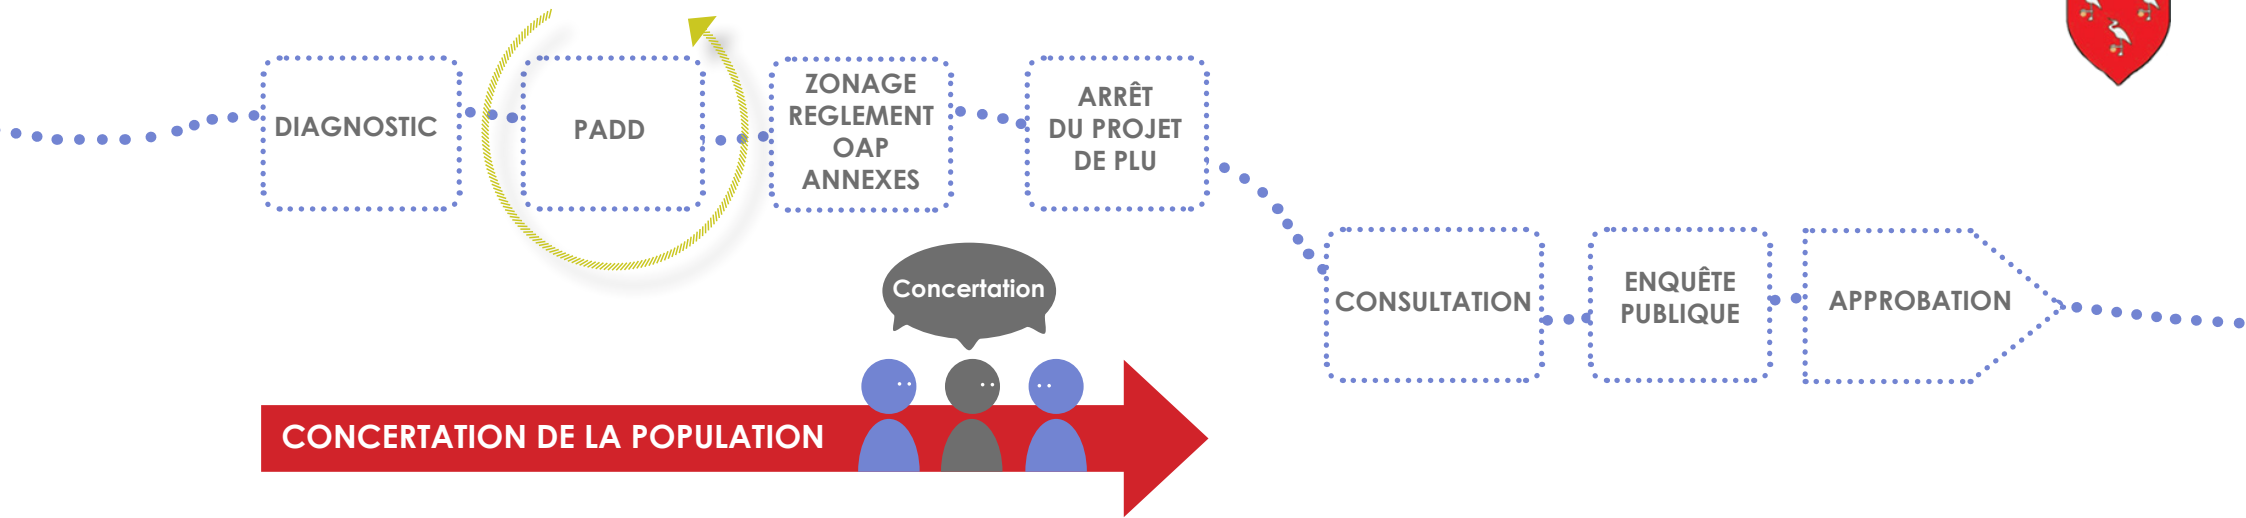 DIAGNOSTIC
PADD
ZONAGE
REGLEMENT
OAP
ANNEXES
ARRÊT
DU PROJET
DE PLU
CONSULTATION
ENQUÊTE
PUBLIQUE
APPROBATION
Concertation
CONCERTATION DE LA POPULATION